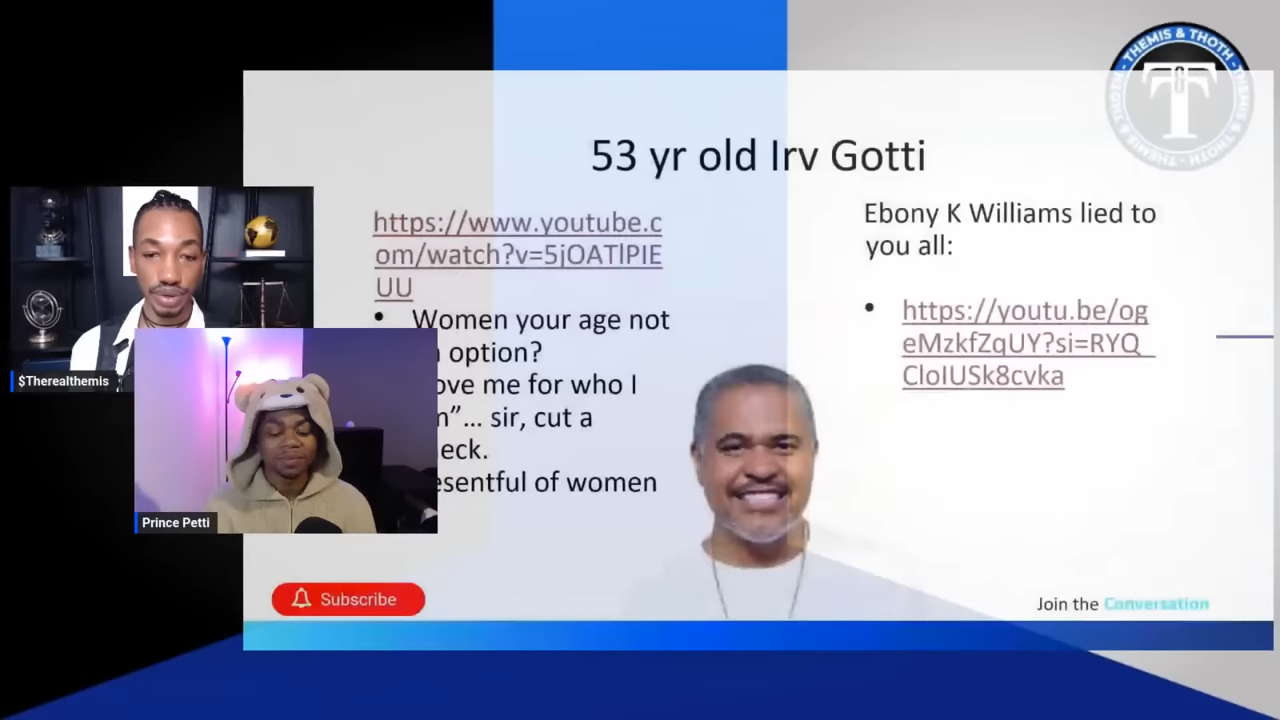 THEMIS & THOTH - THEMIS & THOTH -
T
53 yr old Irv Gotti
https://www.youtube.c
om/watch?v=5jOATlPIE
UU
• Women your age not
option?
ove me for who I
m”… sir, cut a
eck.
esentful of women
Ebony K Williams lied to
you all:
• https://youtu.be/og
eMzkfZqUY?si=RYQ_
CloIUSk8cvka
$Therealthemis
Prince Petti
Subscribe
Join the Conversation